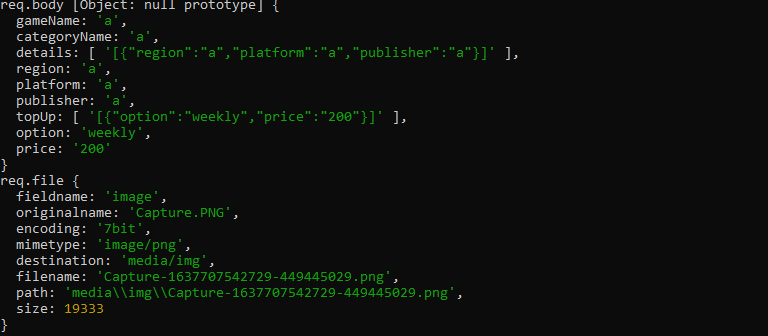 req.body [Object: null prototype] {
  gameName: 'a',
  categoryName: 'a',
  details: [ '[{"region":"a","platform":"a","publisher":"a"}]' ],
  region: 'a',
  platform: 'a',
  publisher: 'a',
  topUp: [ '[{"option":"weekly","price":"200"}]' ],
  option: 'weekly',
  price: '200'
}
req.file {
  fieldname: 'image',
  originalname: 'Capture.PNG',
  encoding: '7bit',
  mimetype: 'image/png',
  destination: 'media/img',
  filename: 'Capture-1637707542729-449445029.png',
  path: 'media\\img\\Capture-1637707542729-449445029.png',
  size: 19333
}